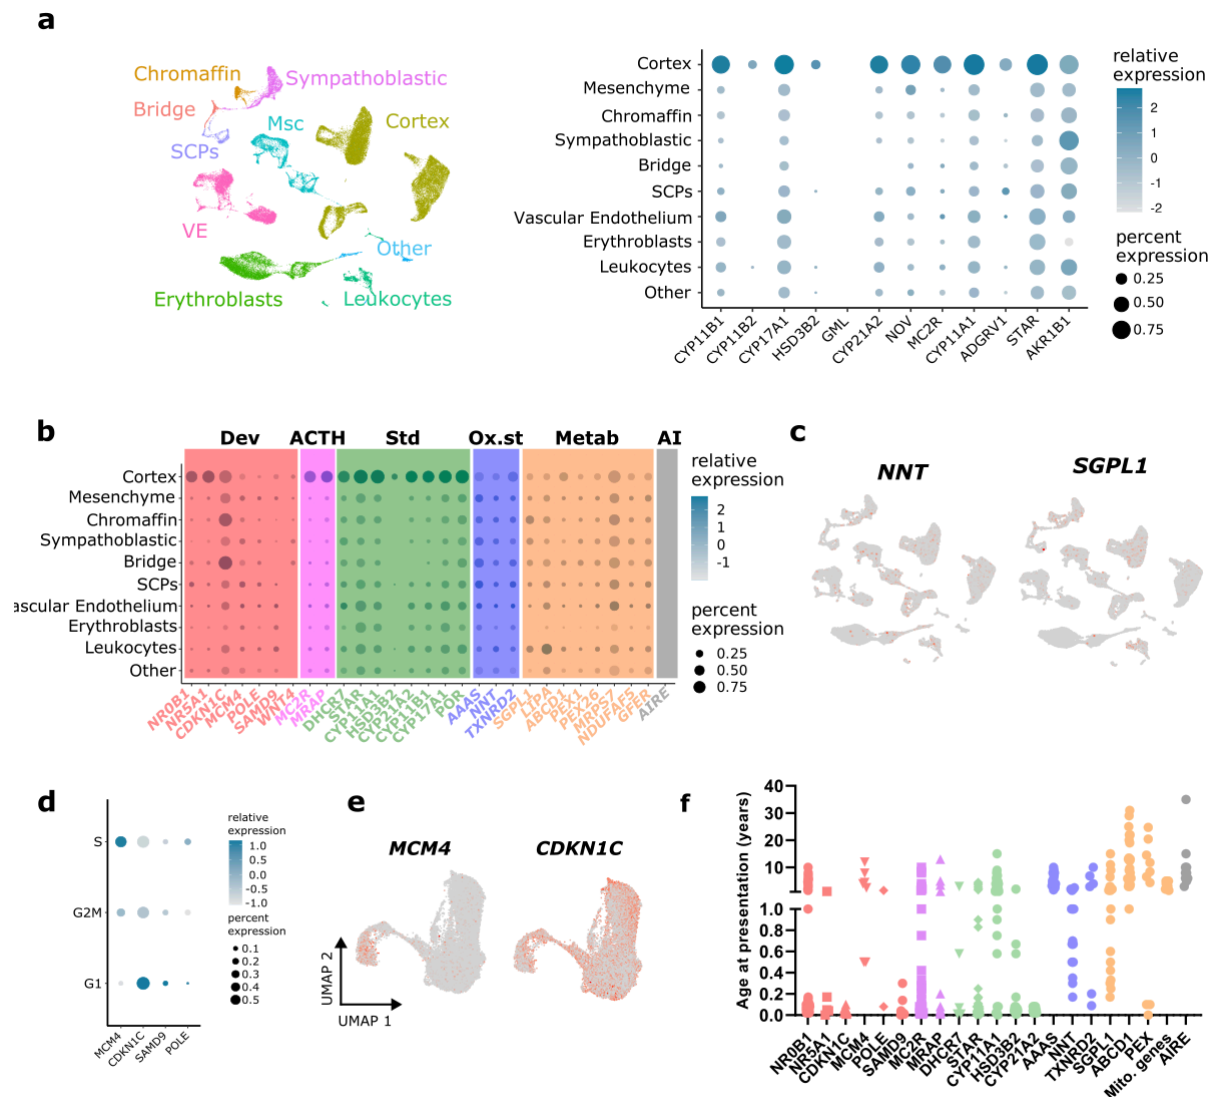 a
Chromaffin
Sympathoblastic
Bridge
Msc
Cortex
SCPs
VE
Other
Erythroblasts
Leukocytes
Cortex
Mesenchyme
Chromaffin
Sympathoblastic
Bridge
SCPs
Vascular Endothelium
Erythroblasts
Leukocytes
Other
CYP11B1
CYP11B2
CYP17A1
HSD3B2
GML
CYP21A2
NOV
MC2R
CYP11A1
ADGRV1
STAR
AKR1B1
relative
expression
2
1
0
-1
-2
percent
expression
0.25
0.50
0.75
b
Dev ACTH Std Ox.st Metab AI
Cortex
Mesenchyme
Chromaffin
Sympathoblastic
Bridge
SCPs
ascular Endothelium
Erythroblasts
Leukocytes
Other
NR0B1
NR5A1
CDKN1C
MCM4
POLE
SAMD9
WNT4
MC2R
MRAP
DHCR7
STAR
CYP11A1
HSD3B2
CYP21A2
CYP11B1
CYP17A1
POR
AAAS
NNT
TXNRD2
SGPL1
LIPA
ABCD1
PEX1
PEX26
MRPS7
NDUFAF5
GFER
AIRE
relative
expression
2
1
0
-1
percent
expression
0.25
0.50
0.75
c
NNT
SGPL1
d
S
G2M
G1
MCM4
CDKN1C
SAMD9
POLE
relative
expression
1.0
0.5
0.0
-0.5
-1.0
percent
expression
0.1
0.2
0.3
0.4
0.5
e
MCM4
CDKN1C
UMAP 2
UMAP 1
f
Age at presentation (years)
40
30
20
10
1.0
0.8
0.6
0.4
0.2
0.0
NR0B1
NR5A1
CDKN1C
MCM4
POLE
SAMD9
MC2R
MRAP
DHCR7
STAR
CYP11A1
HSD3B2
CYP21A2
AAAS
NNT
TXNRD2
SGPL1
ABCD1
PEX
Mito. genes
AIRE